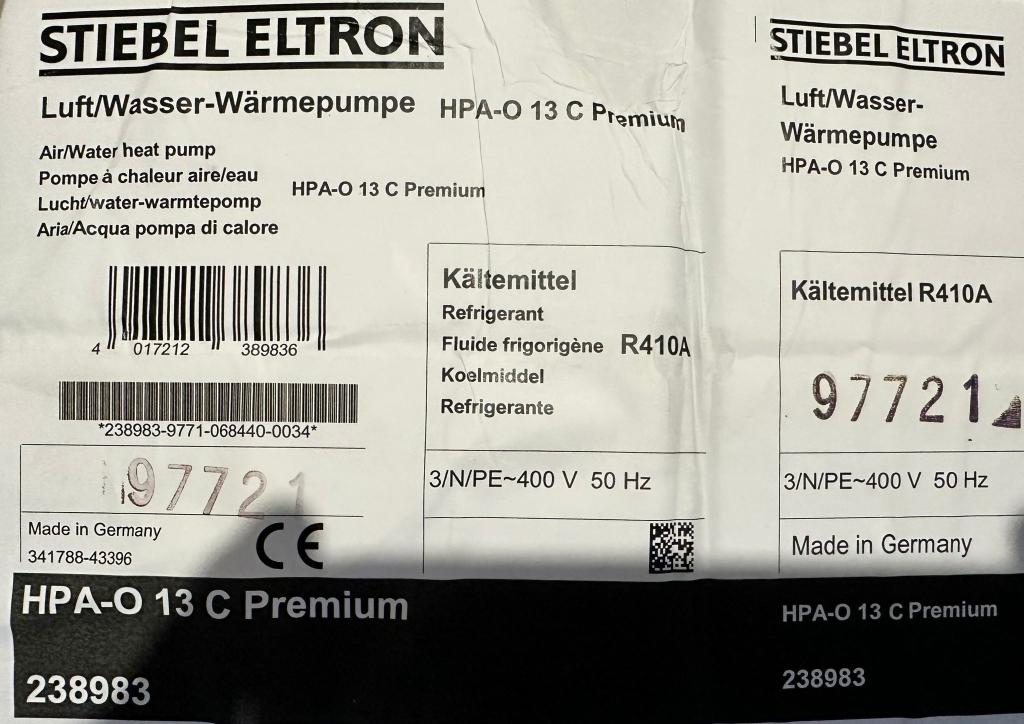 STIEBEL ELTRON
Luft/Wasser-Wärmepumpe HPA-O 13 C Premium
Air/Water heat pump
Pompe à chaleur aire/eau
Lucht/water-warmtepomp
Aria/Acqua pompa di calore
HPA-O 13 C Premium
4 017212 389836
*238983-9771-068440-0034*
97721
Made in Germany
341788-43396
CE
Kältemittel
Refrigerant
Fluide frigorigène R410A
Koelmiddel
Refrigerante
3/N/PE~400 V 50 Hz
HPA-O 13 C Premium
238983
STIEBEL ELTRON
Luft/Wasser-
Wärmepumpe
HPA-O 13 C Premium
Kältemittel R410A
97721
3/N/PE~400 V 50 Hz
Made in Germany
HPA-O 13 C Premium
238983